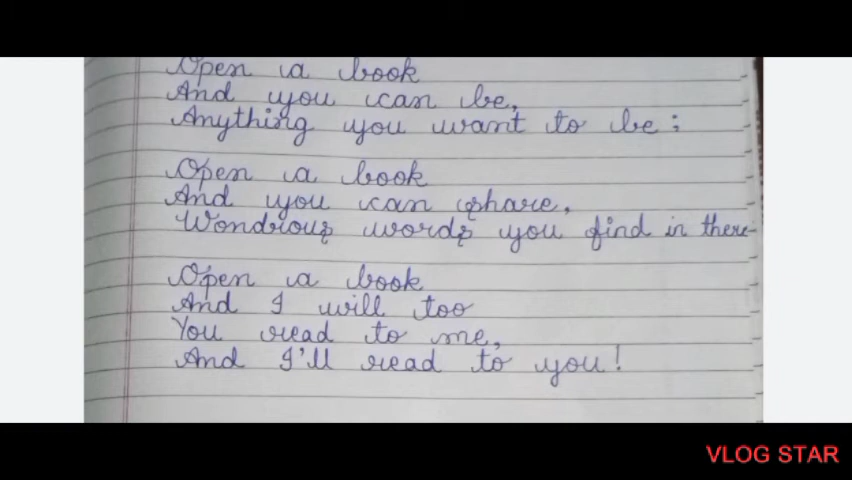 Open a book
And you can be,
Anything you want to be:
Open a book
And you can share,
Wondrous words you find in there
Open a book
And I will too
You read to me,
And I'll read to you!
VLOG STAR